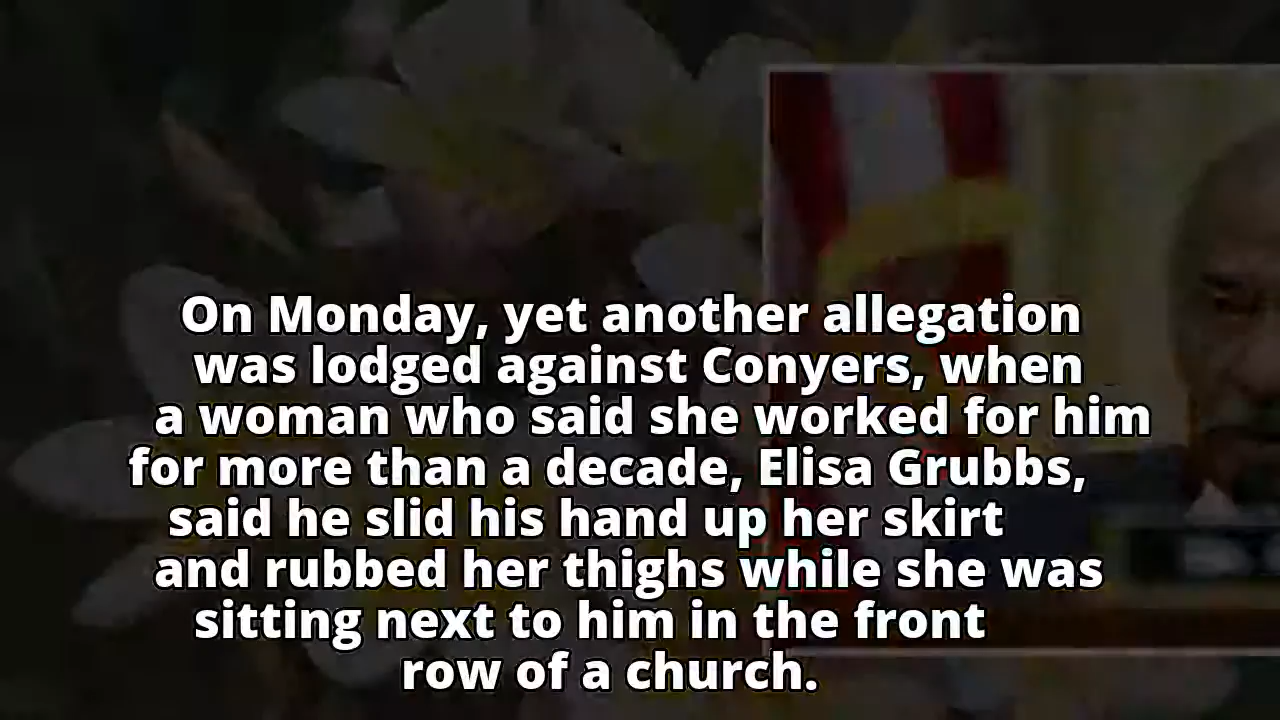 On Monday, yet another allegation
was lodged against Conyers, when
a woman who said she worked for him
for more than a decade, Elisa Grubbs,
said he slid his hand up her skirt
and rubbed her thighs while she was
sitting next to him in the front
row of a church.